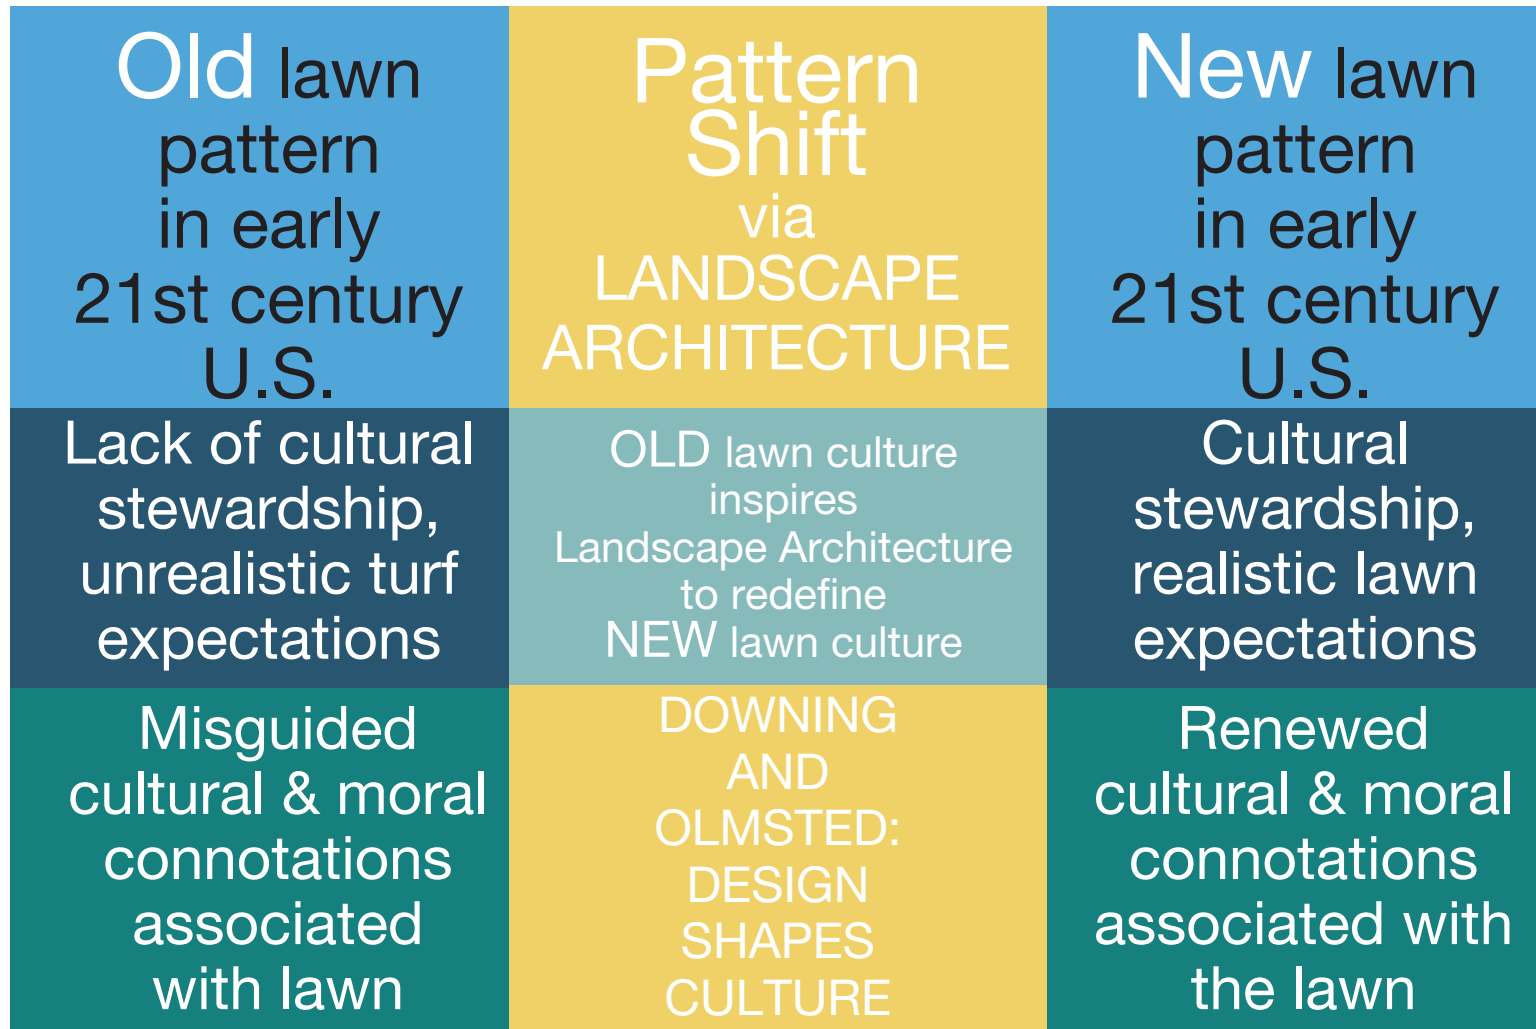 Old lawn
pattern
in early
21st century
U.S.
Pattern
Shift
via
LANDSCAPE
ARCHITECTURE
New lawn
pattern
in early
21st century
U.S.
Lack of cultural
stewardship,
unrealistic turf
expectations
OLD lawn culture
inspires
Landscape Architecture
to redefine
NEW lawn culture
Cultural
stewardship,
realistic lawn
expectations
Misguided
cultural & moral
connotations
associated
with lawn
DOWNING
AND
OLMSTED:
DESIGN
SHAPES
CULTURE
Renewed
cultural & moral
connotations
associated with
the lawn